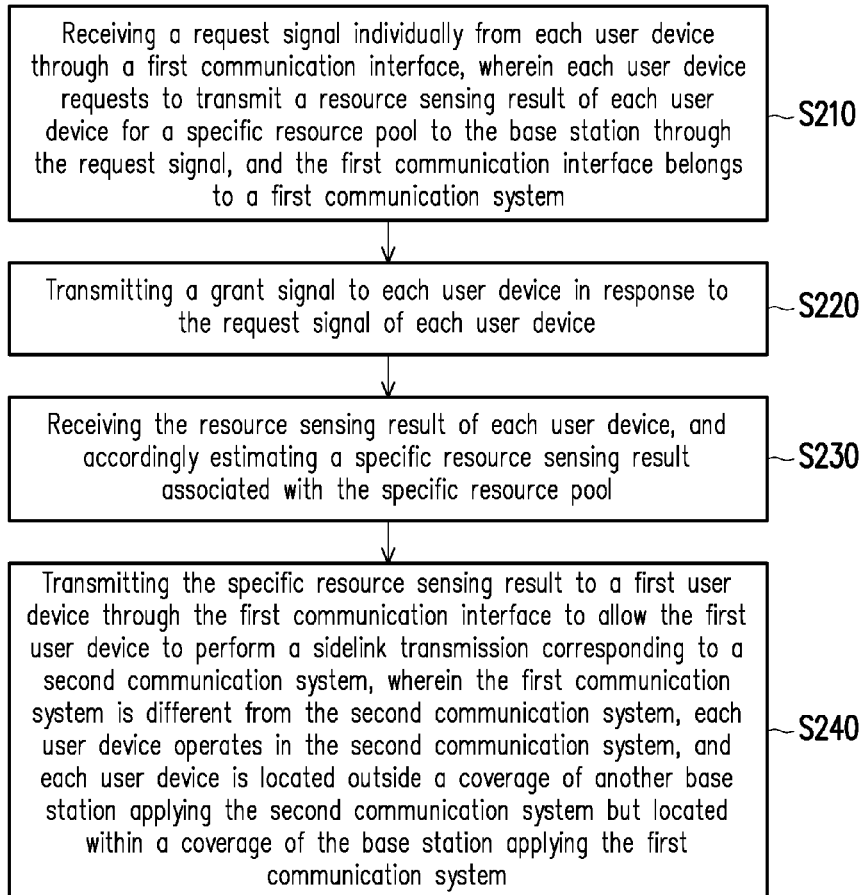 Receiving a request signal individually from each user device
through a first communication interface, wherein each user device
requests to transmit a resource sensing result of each user
device for a specific resource pool to the base station through
the request signal, and the first communication interface belongs
to a first communication system
S210
Transmitting a grant signal to each user device in response to
the request signal of each user device
S220
Receiving the resource sensing result of each user device, and
accordingly estimating a specific resource sensing result
associated with the specific resource pool
S230
Transmitting the specific resource sensing result to a first user
device through the first communication interface to allow the first
user device to perform a sidelink transmission corresponding to a
second communication system, wherein the first communication
system is different from the second communication system, each
user device operates in the second communication system, and
each user device is located outside a coverage of another base
station applying the second communication system but located
within a coverage of the base station applying the first
communication system
S240